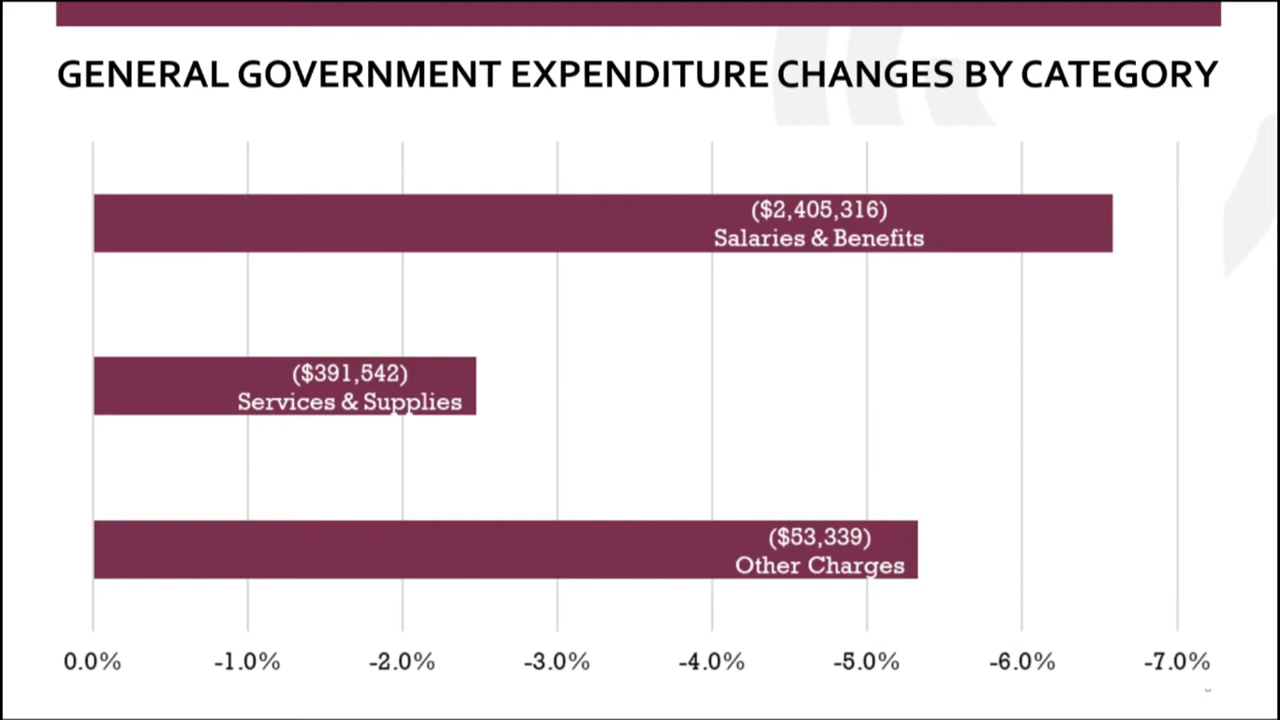 GENERAL GOVERNMENT EXPENDITURE CHANGES BY CATEGORY
($2,405,316)
Salaries & Benefits
($391,542)
Services & Supplies
($53,339)
Other Charges
0.0% -1.0% -2.0% -3.0% -4.0% -5.0% -6.0% -7.0%